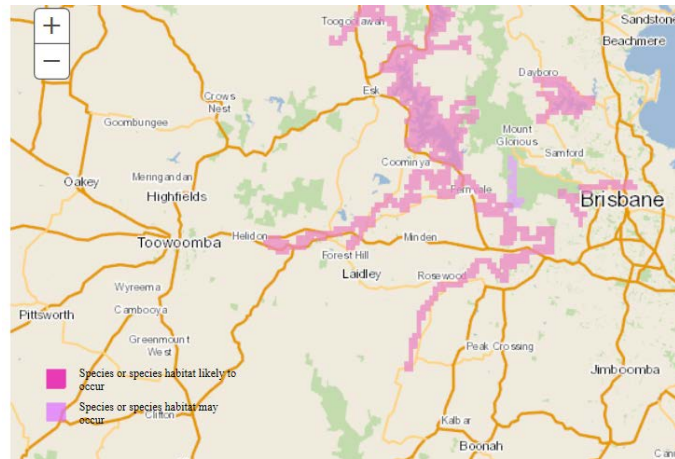 +
−
Toogoolawah
Sandstone
Beachmere
Dayboro
Esk
Crows
Nest
Goombungee
Mount
Glorious
Samford
Coominya
Meringandan
Oakey
Highfields
Fernvale
Brisbane
Helidon
Toowoomba
Minden
Forest Hill
Laidley
Rosewood
Wyreema
Cambooya
Pittsworth
Greenmount
West
Peak Crossing
Jimboomba
Species or species habitat likely to
occur
Species or species habitat may
occur
Clifton
Kalbar
Boonah